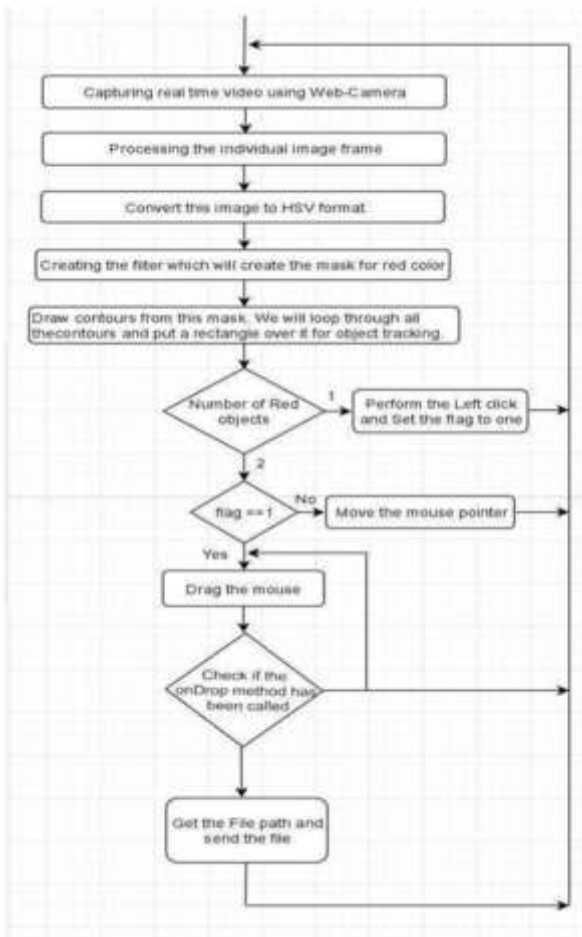 Capturing real time video using Web-Camera
Processing the individual image frame
Convert this image to HSV format
Creating the filter which will create the mask for red color
Draw contours from this mask. We will loop through all
thecontours and put a rectangle over it for object tracking.
Number of Red
objects
1
Perform the Left click
and Set the flag to one
2
flag ==1
No
Move the mouse pointer
Yes
Drag the mouse
Check if the
onDrop method has
been called
Get the File path and
send the file